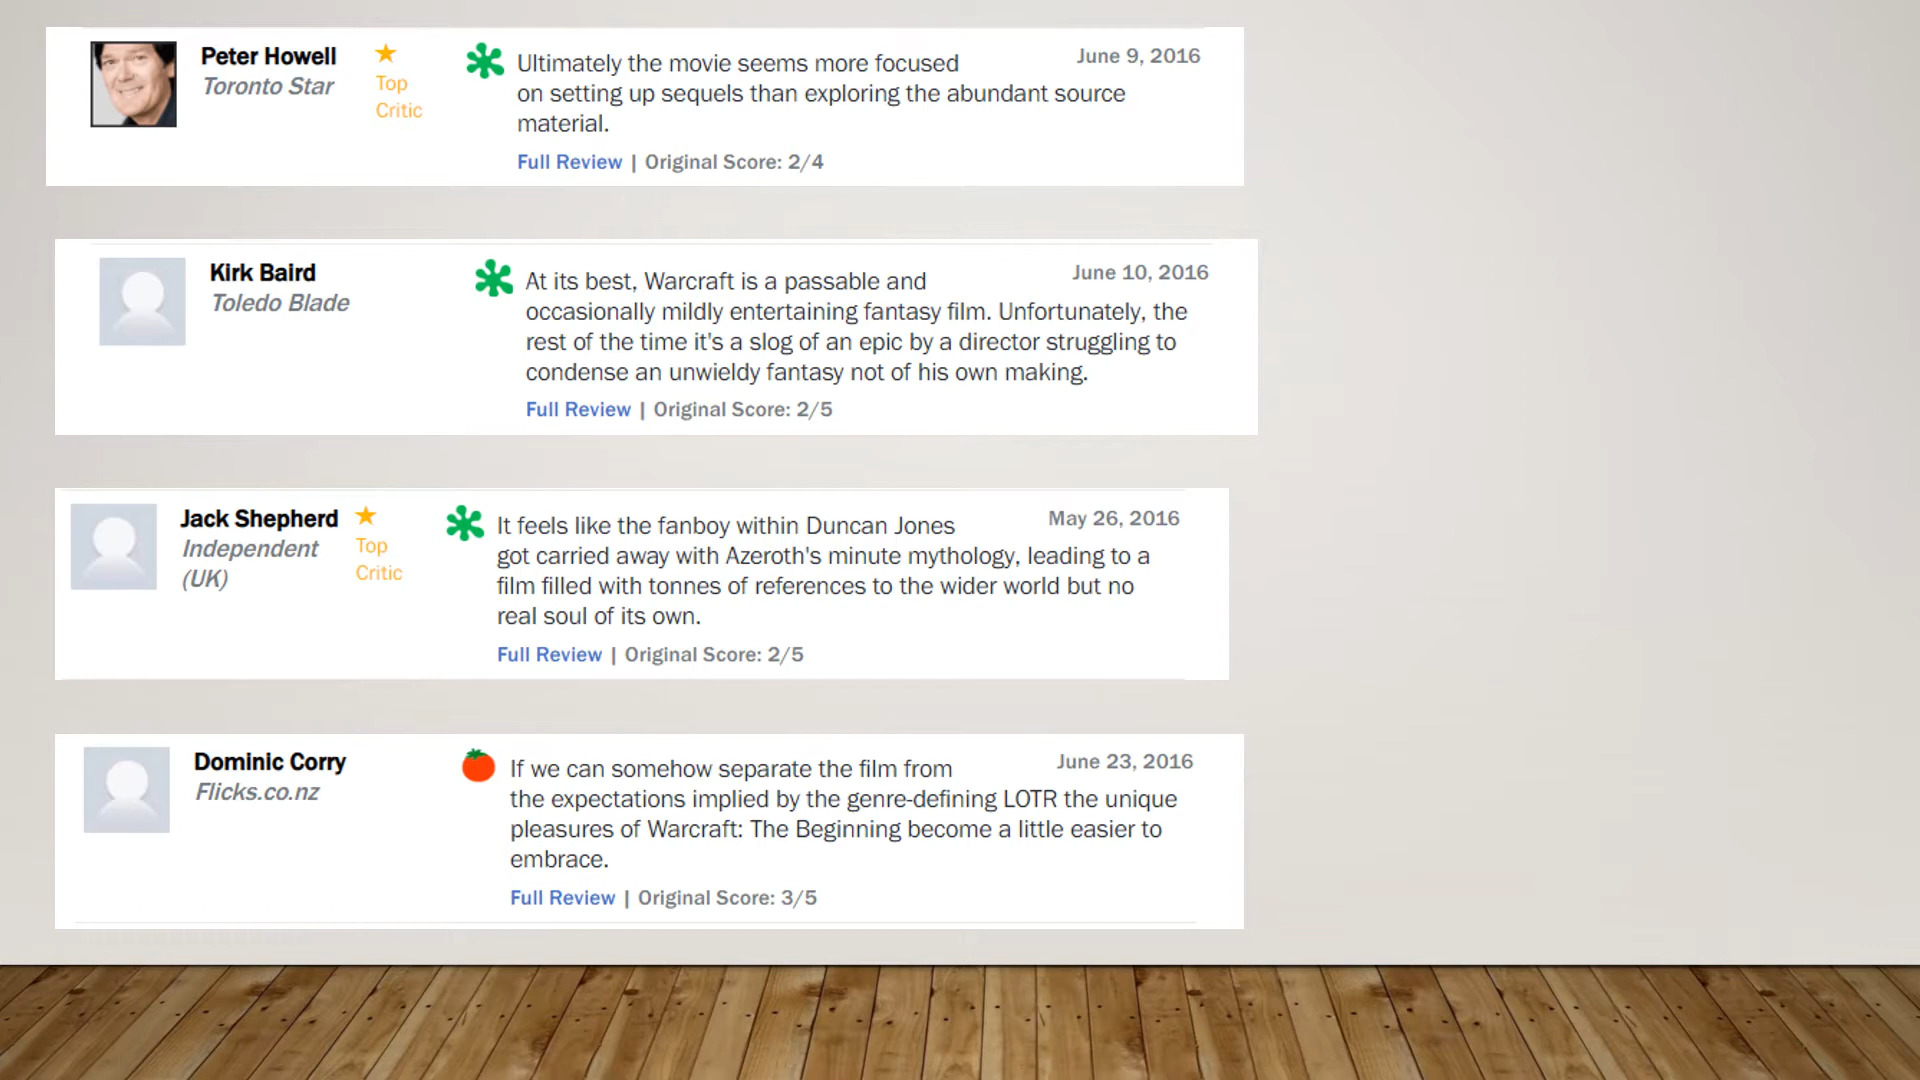 Peter Howell
Toronto Star
Top
Critic
Ultimately the movie seems more focused
on setting up sequels than exploring the abundant source
material.
Full Review | Original Score: 2/4
June 9, 2016
Kirk Baird
Toledo Blade
At its best, Warcraft is a passable and
occasionally mildly entertaining fantasy film. Unfortunately, the
rest of the time it's a slog of an epic by a director struggling to
condense an unwieldy fantasy not of his own making.
Full Review | Original Score: 2/5
June 10, 2016
Jack Shepherd
Independent
(UK)
Top
Critic
It feels like the fanboy within Duncan Jones
got carried away with Azeroth's minute mythology, leading to a
film filled with tonnes of references to the wider world but no
real soul of its own.
Full Review | Original Score: 2/5
May 26, 2016
Dominic Corry
Flicks.co.nz
If we can somehow separate the film from
the expectations implied by the genre-defining LOTR the unique
pleasures of Warcraft: The Beginning become a little easier to
embrace.
Full Review | Original Score: 3/5
June 23, 2016